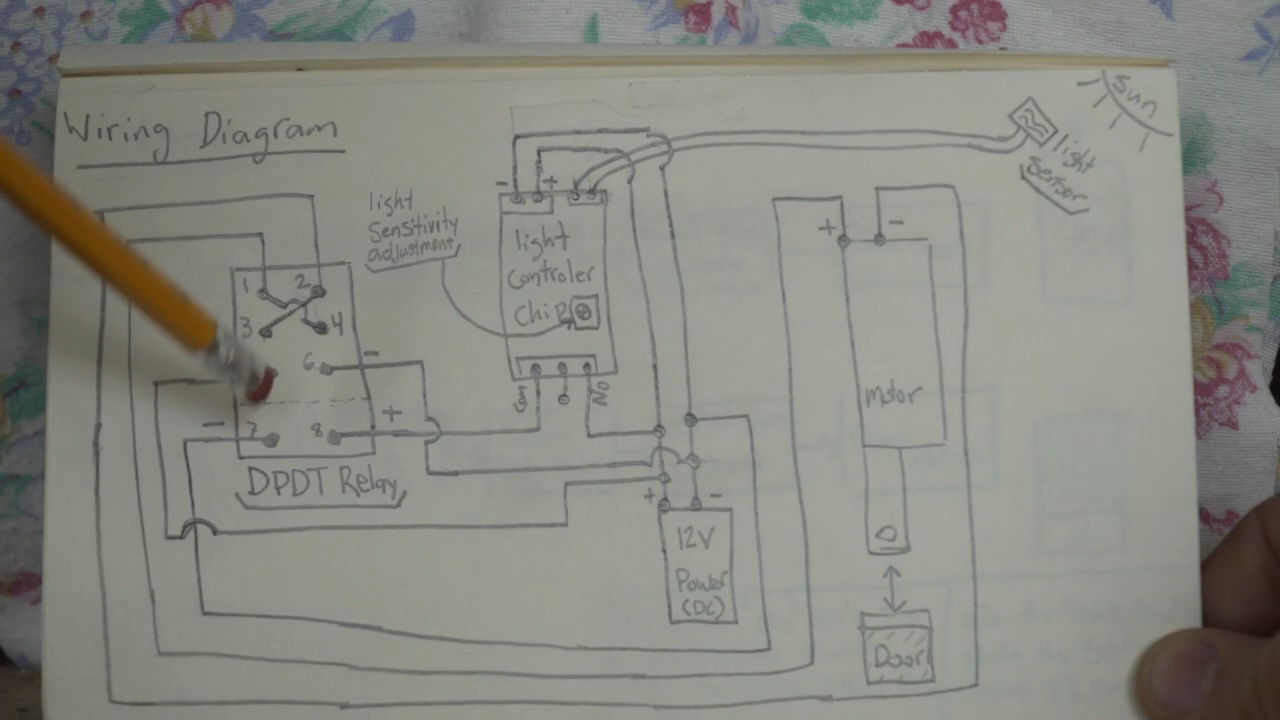 Wiring Diagram
Sun
light
Sensor
light
Sensitivity
adjustment
- +
light
Controler
Chip
+ -
1 2
3 4
6 -
+
- 7 8
DPDT Relay
Com
NO
Motor
+ -
12V
Power
(DC)
Door